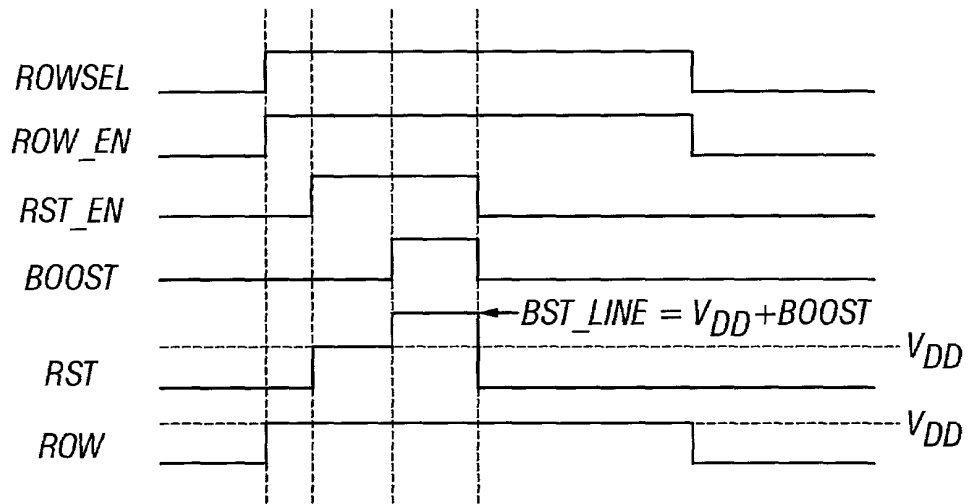 ROWSEL
ROW_EN
RST_EN
BOOST
BST_LINE = VDD+BOOST
VDD
RST
VDD
ROW